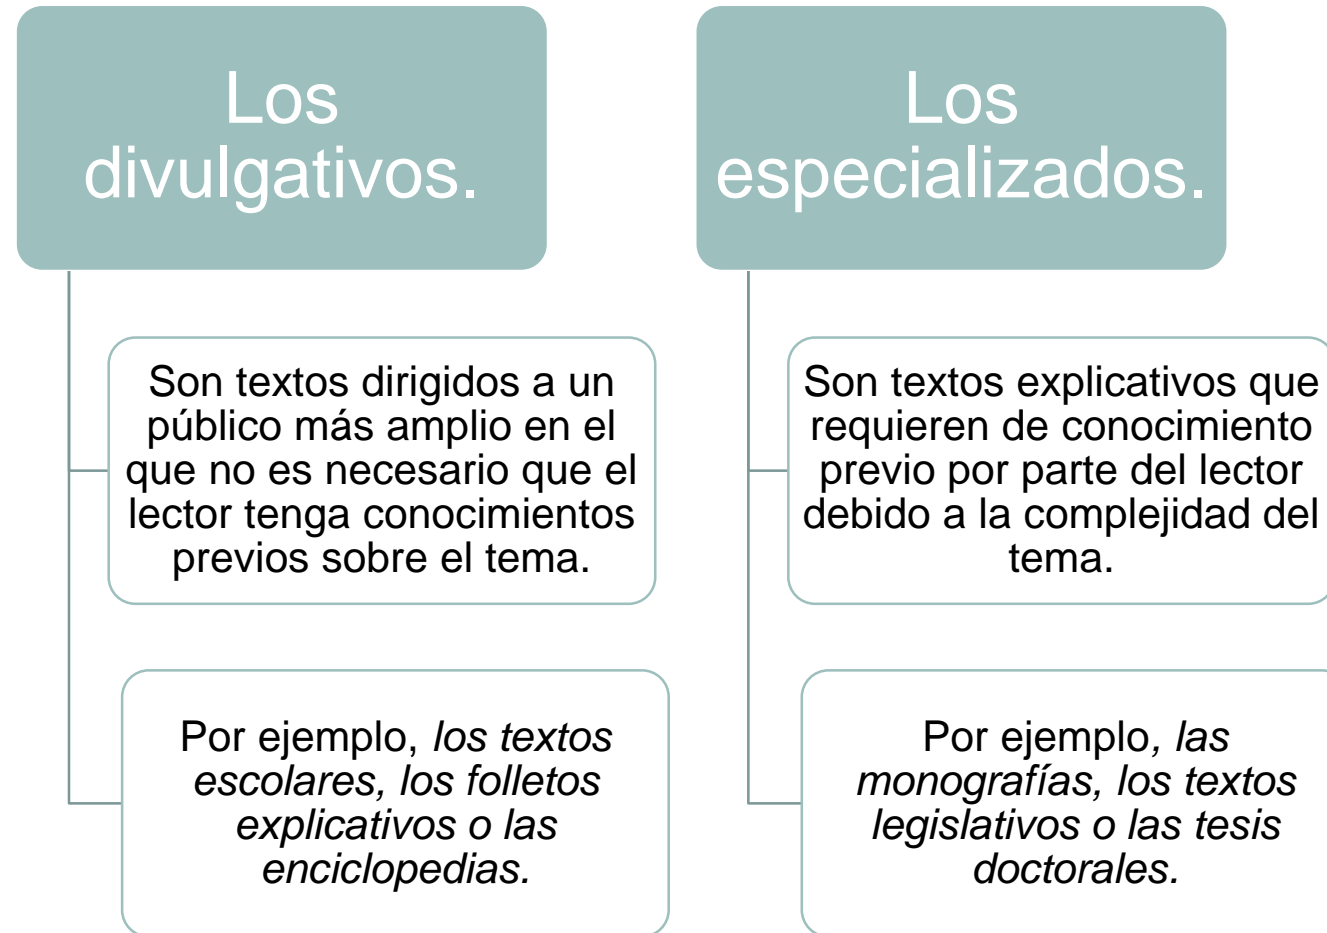 Los
divulgativos.
Son textos dirigidos a un
público más amplio en el
que no es necesario que el
lector tenga conocimientos
previos sobre el tema.
Por ejemplo, los textos
escolares, los folletos
explicativos o las
enciclopedias.
Los
especializados.
Son textos explicativos que
requieren de conocimiento
previo por parte del lector
debido a la complejidad del
tema.
Por ejemplo, las
monografías, los textos
legislativos o las tesis
doctorales.